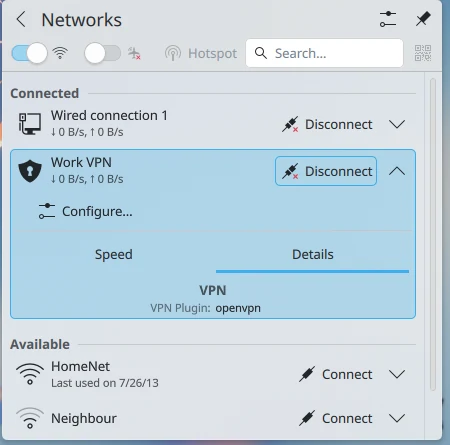 Networks
Hotspot
Search...
Connected
Wired connection 1
↓ 0 B/s, ↑ 0 B/s
Disconnect
Work VPN
↓ 0 B/s, ↑ 0 B/s
Disconnect
Configure...
Speed
Details
VPN
VPN Plugin: openvpn
Available
HomeNet
Last used on 7/26/13
Connect
Neighbour
Connect